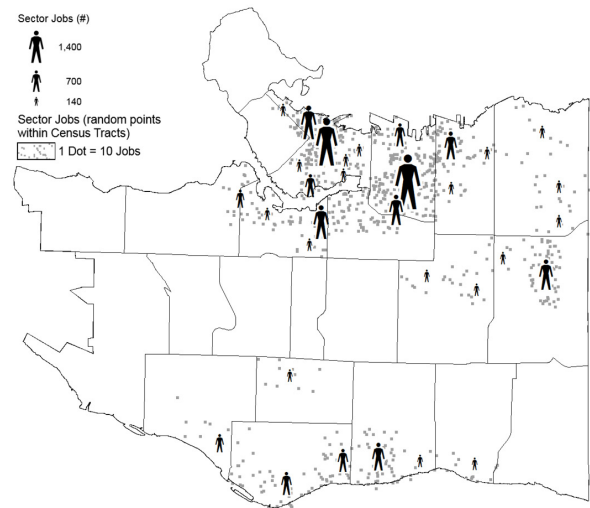 Sector Jobs (#)
1,400
700
140
Sector Jobs (random points
within Census Tracts)
1 Dot = 10 Jobs